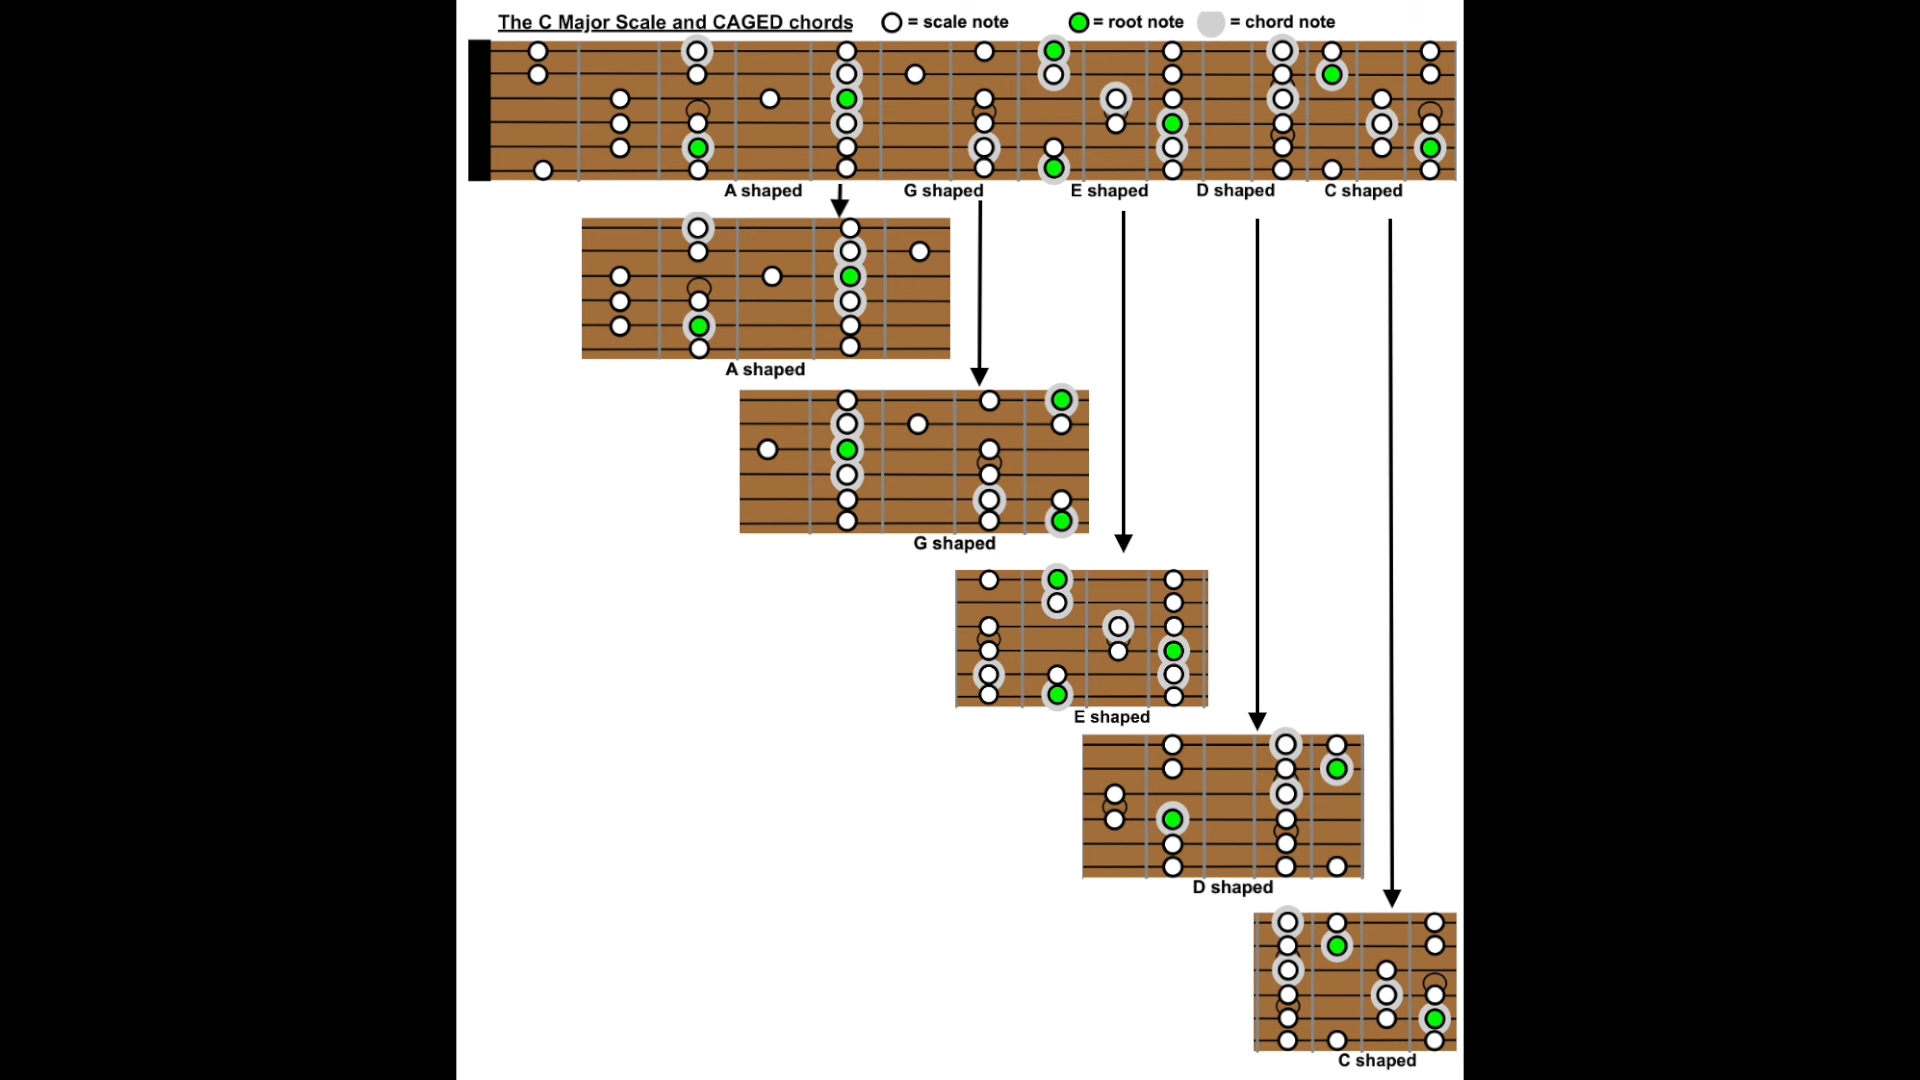 The C Major Scale and CAGED chords = scale note = root note = chord note
A shaped G shaped E shaped D shaped C shaped
A shaped
G shaped
E shaped
D shaped
C shaped